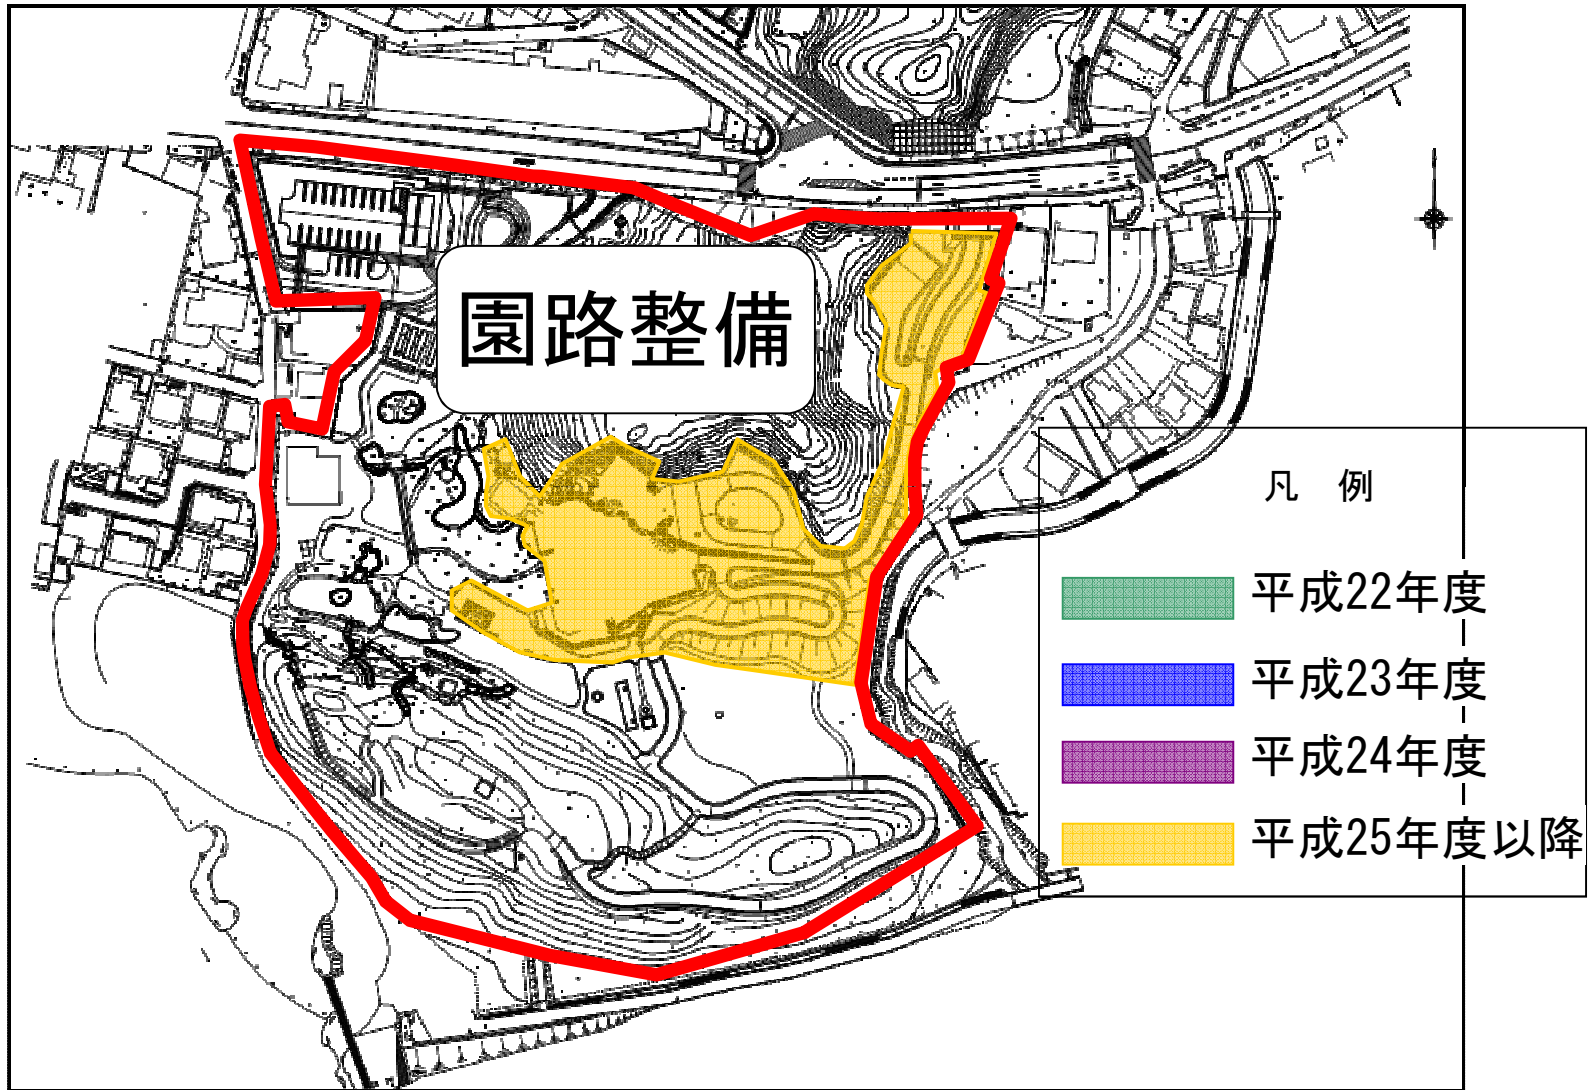 園路整備
凡　例
平成22年度
平成23年度
平成24年度
平成25年度以降